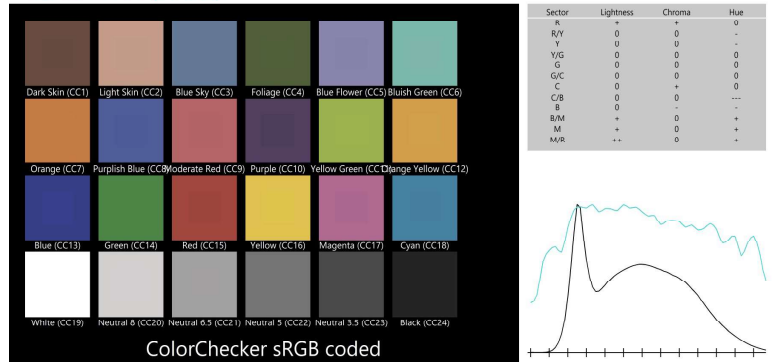 Dark Skin (CC1) Light Skin (CC2) Blue Sky (CC3) Foliage (CC4) Blue Flower (CC5) Bluish Green (CC6)
Orange (CC7) Purplish Blue (CC8) Moderate Red (CC9) Purple (CC10) Yellow Green (CC11) Orange Yellow (CC12)
Blue (CC13) Green (CC14) Red (CC15) Yellow (CC16) Magenta (CC17) Cyan (CC18)
White (CC19) Neutral 8 (CC20) Neutral 6.5 (CC21) Neutral 5 (CC22) Neutral 3.5 (CC23) Black (CC24)
ColorChecker sRGB coded
Sector Lightness Chroma Hue
R + + 0
R/Y 0 0 -
Y 0 0 -
Y/G 0 0 0
G 0 0 0
G/C 0 0 0
C 0 + 0
C/B 0 0 ---
B 0 - -
B/M + 0 +
M + 0 +
M/R ++ 0 +